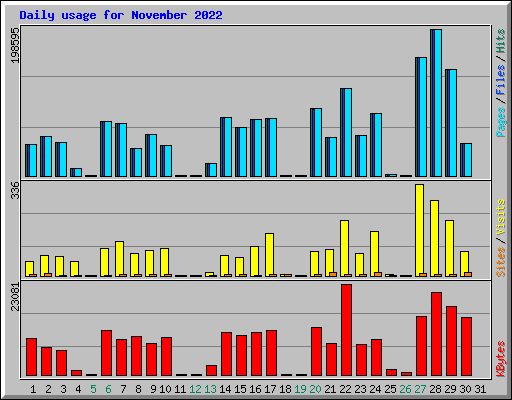 Daily usage for November 2022
198595
Pages / Files / Hits
336
Sites / Visits
23081
KBytes
1 2 3 4 5 6 7 8 9 10 11 12 13 14 15 16 17 18 19 20 21 22 23 24 25 26 27 28 29 30 31